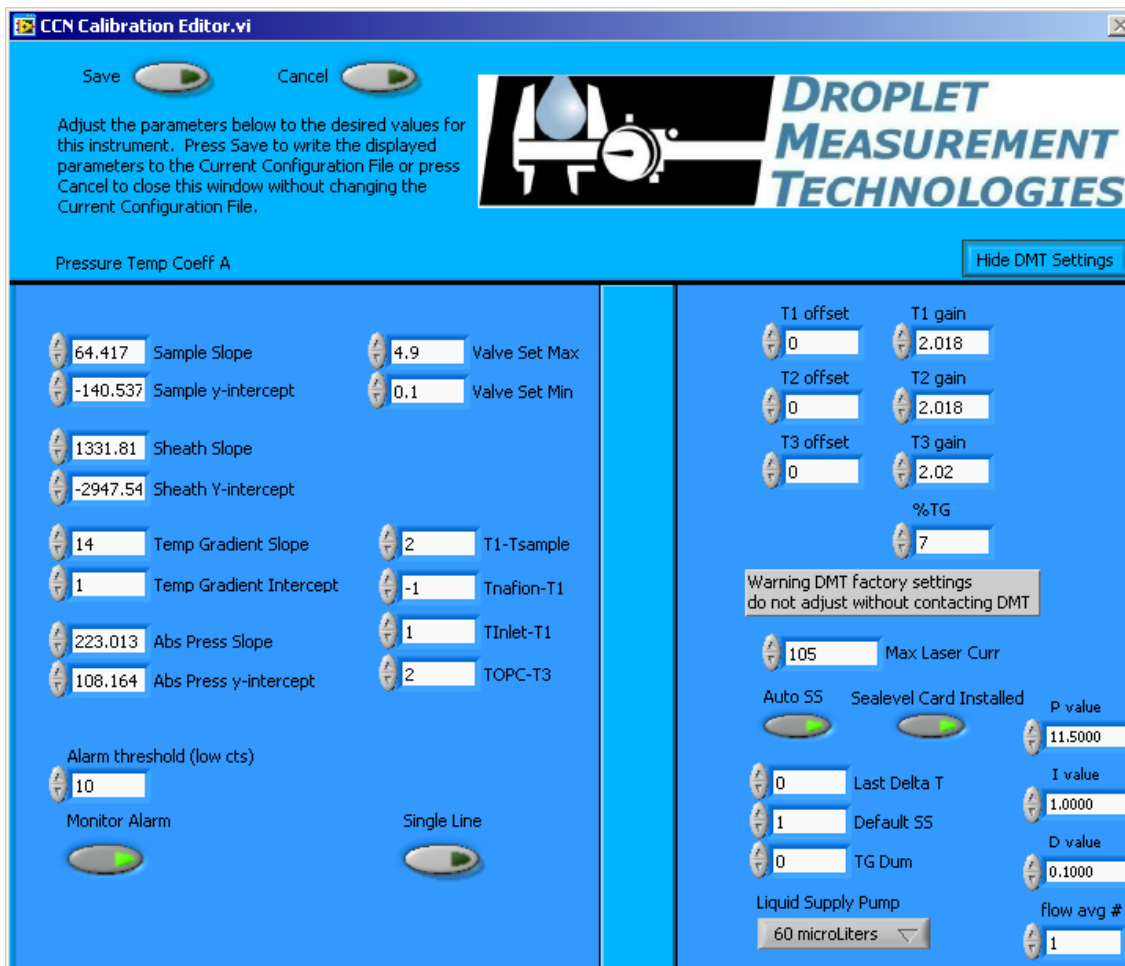 CCN Calibration Editor.vi
Save
Cancel
Adjust the parameters below to the desired values for
this instrument. Press Save to write the displayed
parameters to the Current Configuration File or press
Cancel to close this window without changing the
Current Configuration File.
DROPLET
MEASUREMENT
TECHNOLOGIES
Pressure Temp Coeff A
Hide DMT Settings
64.417 Sample Slope
-140.537 Sample y-intercept
1331.81 Sheath Slope
-2947.54 Sheath Y-intercept
14 Temp Gradient Slope
1 Temp Gradient Intercept
223.013 Abs Press Slope
108.164 Abs Press y-intercept
Alarm threshold (low cts)
10
Monitor Alarm
4.9 Valve Set Max
0.1 Valve Set Min
2 T1-Tsample
-1 Tnafion-T1
1 TInlet-T1
2 TOPC-T3
Single Line
T1 offset T1 gain
0 2.018
T2 offset T2 gain
0 2.018
T3 offset T3 gain
0 2.02
%TG
7
Warning DMT factory settings
do not adjust without contacting DMT
105 Max Laser Curr
Auto SS Sealevel Card Installed
0 Last Delta T
1 Default SS
0 TG Dum
Liquid Supply Pump
60 microLiters
P value
11.5000
I value
1.0000
D value
0.1000
flow avg #
1